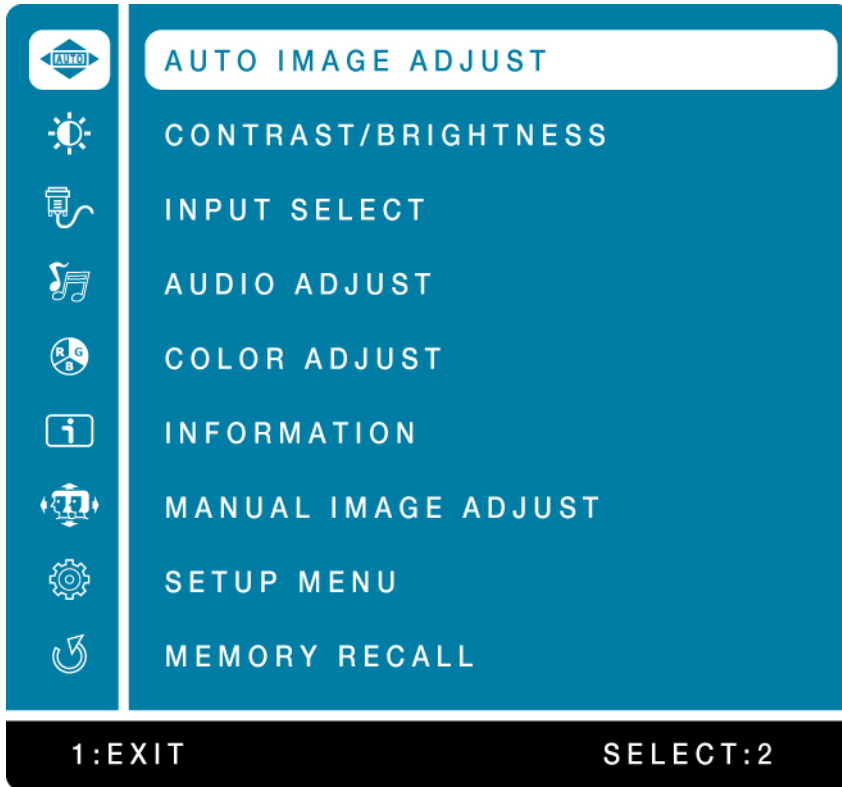 AUTO
AUTO IMAGE ADJUST
CONTRAST/BRIGHTNESS
INPUT SELECT
AUDIO ADJUST
R G
B
COLOR ADJUST
i
INFORMATION
MANUAL IMAGE ADJUST
SETUP MENU
MEMORY RECALL
1:EXIT SELECT:2